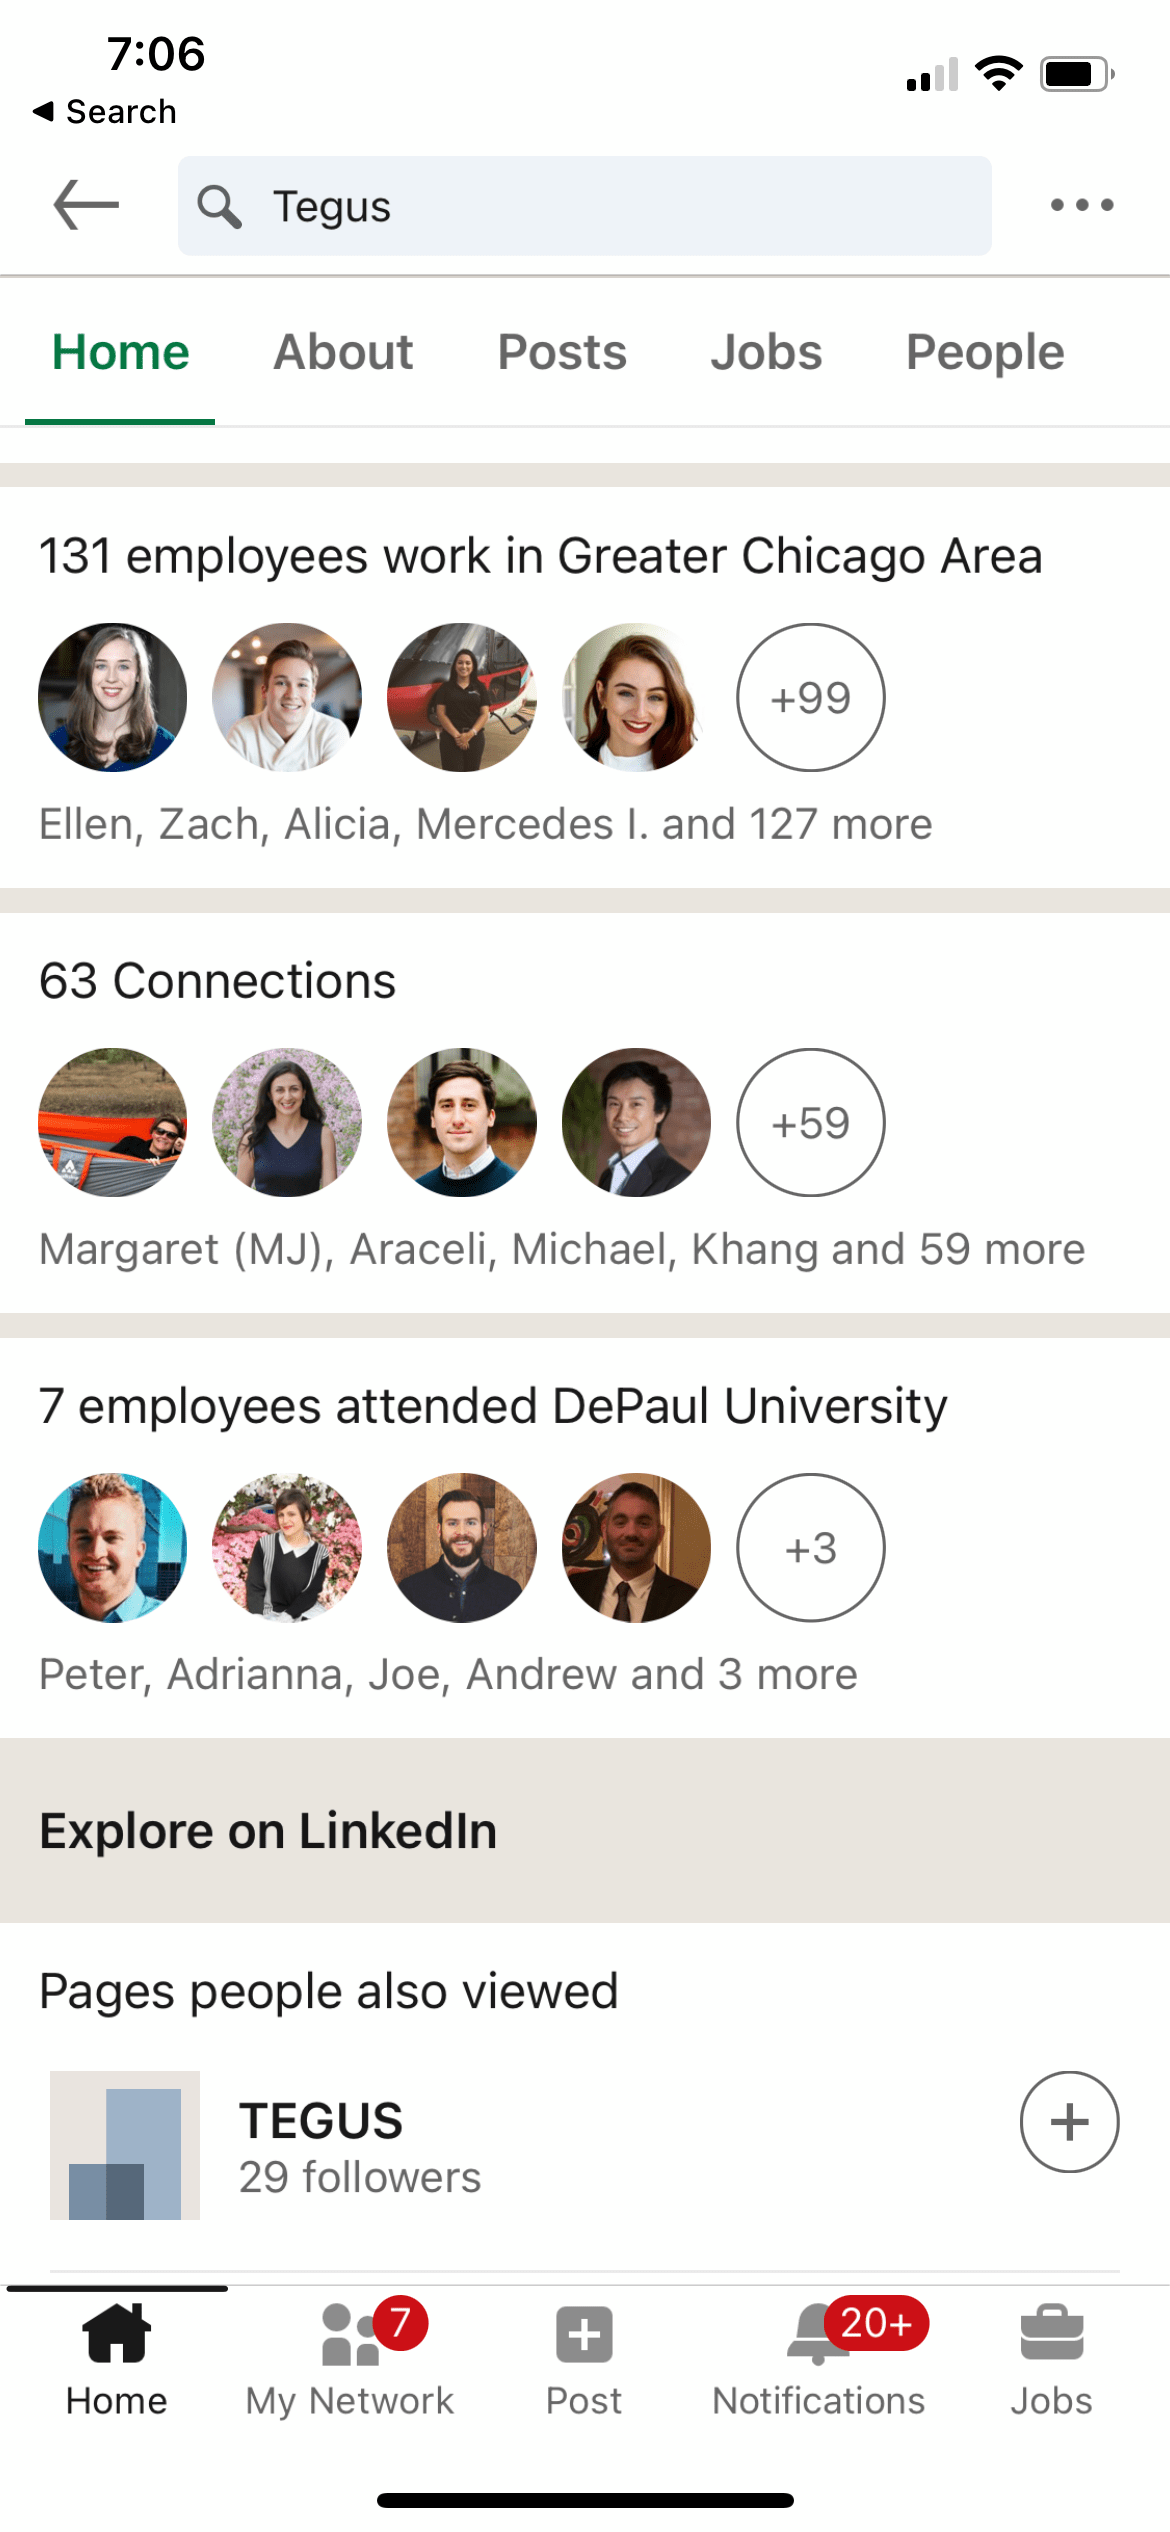 7:06
◀ Search
Tegus
Home About Posts Jobs People
131 employees work in Greater Chicago Area
+99
Ellen, Zach, Alicia, Mercedes I. and 127 more
63 Connections
+59
Margaret (MJ), Araceli, Michael, Khang and 59 more
7 employees attended DePaul University
+3
Peter, Adrianna, Joe, Andrew and 3 more
Explore on LinkedIn
Pages people also viewed
TEGUS
29 followers
7 20+
Home My Network Post Notifications Jobs